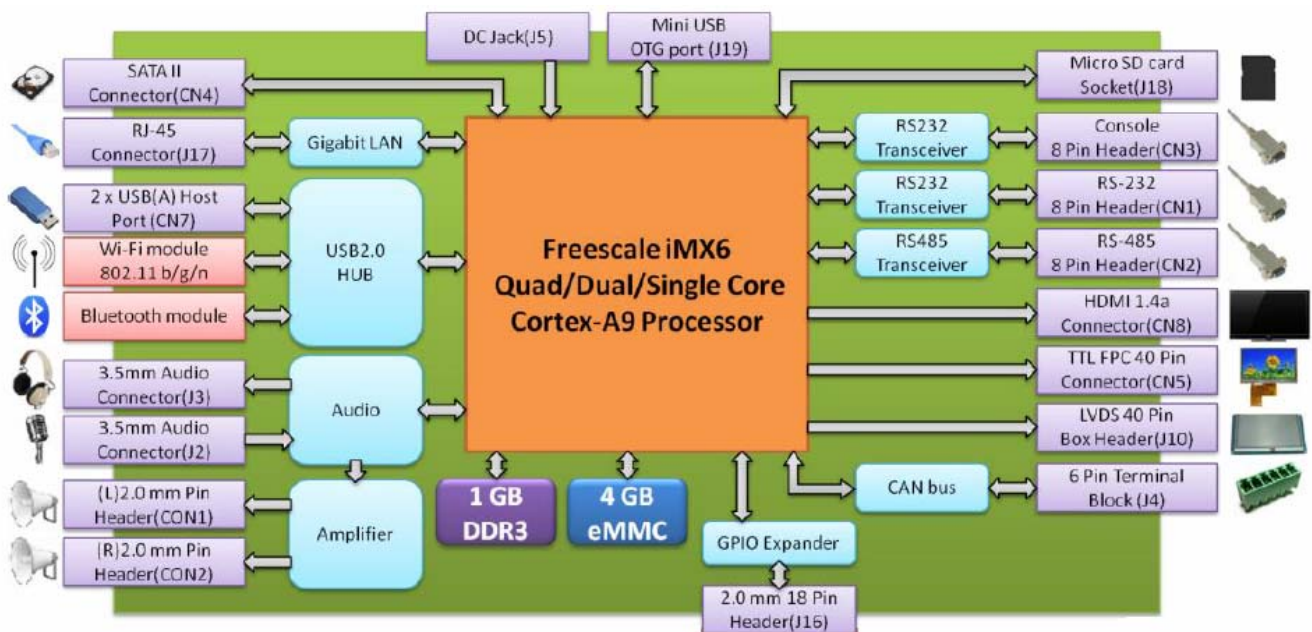 DC Jack(J5)
Mini USB
OTG port (J19)
SATA II
Connector(CN4)
Micro SD card
Socket(J18)
RJ-45
Connector(J17)
Gigabit LAN
RS232
Transceiver
Console
8 Pin Header(CN3)
2 x USB(A) Host
Port (CN7)
RS232
Transceiver
RS-232
8 Pin Header(CN1)
Wi-Fi module
802.11 b/g/n
USB2.0
HUB
Freescale iMX6
Quad/Dual/Single Core
Cortex-A9 Processor
RS485
Transceiver
RS-485
8 Pin Header(CN2)
Bluetooth module
HDMI 1.4a
Connector(CN8)
3.5mm Audio
Connector(J3)
Audio
TTL FPC 40 Pin
Connector(CN5)
3.5mm Audio
Connector(J2)
LVDS 40 Pin
Box Header(J10)
(L)2.0 mm Pin
Header(CON1)
Amplifier
1 GB
DDR3
4 GB
eMMC
CAN bus
6 Pin Terminal
Block (J4)
(R)2.0 mm Pin
Header(CON2)
GPIO Expander
2.0 mm 18 Pin
Header(J16)